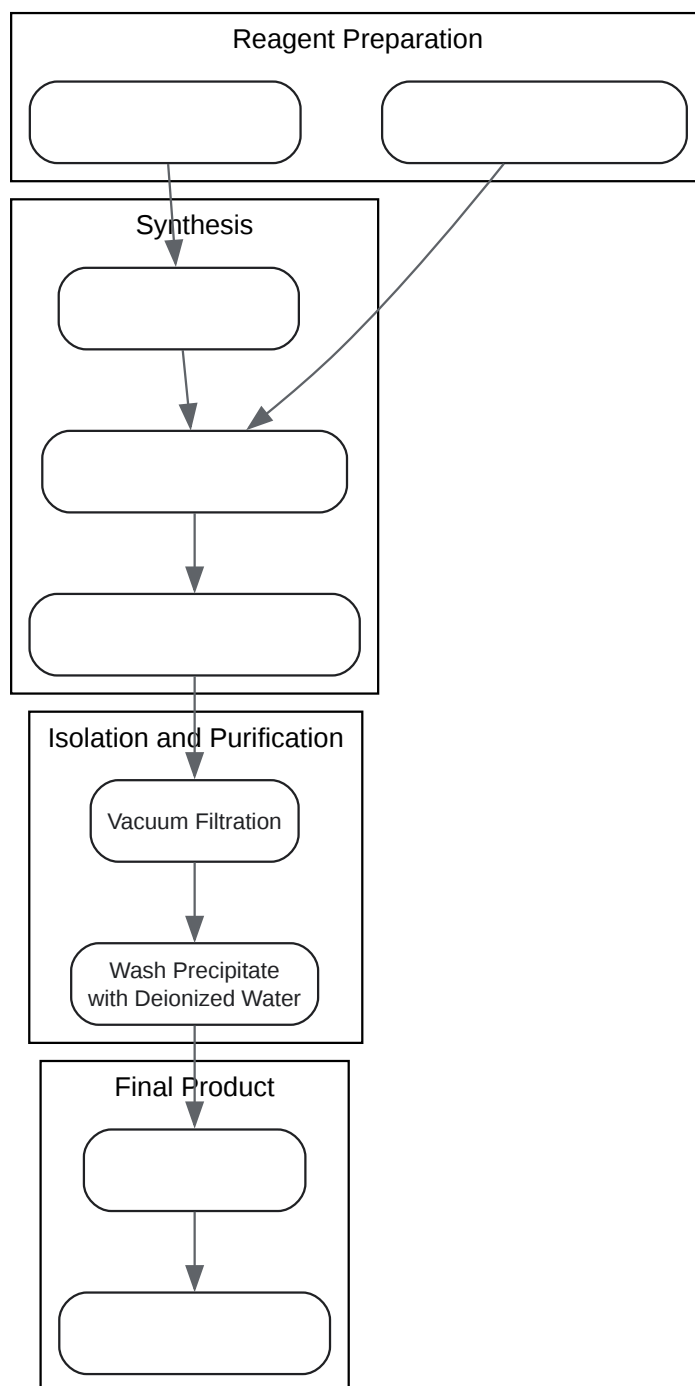 Reagent Preparation
Synthesis
Isolation and Purification
Vacuum Filtration
Wash Precipitate
with Deionized Water
Final Product